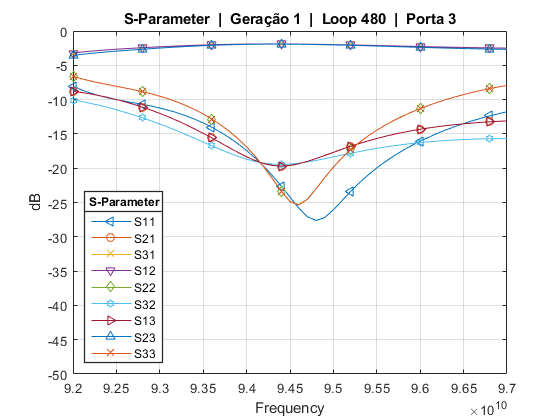 S-Parameter | Geração 1 | Loop 480 | Porta 3
0
-5
-10
-15
-20
-25
-30
-35
-40
-45
-50
dB
S-Parameter
S11
S21
S31
S12
S22
S32
S13
S23
S33
9.2 9.25 9.3 9.35 9.4 9.45 9.5 9.55 9.6 9.65 9.7
Frequency
×10^10